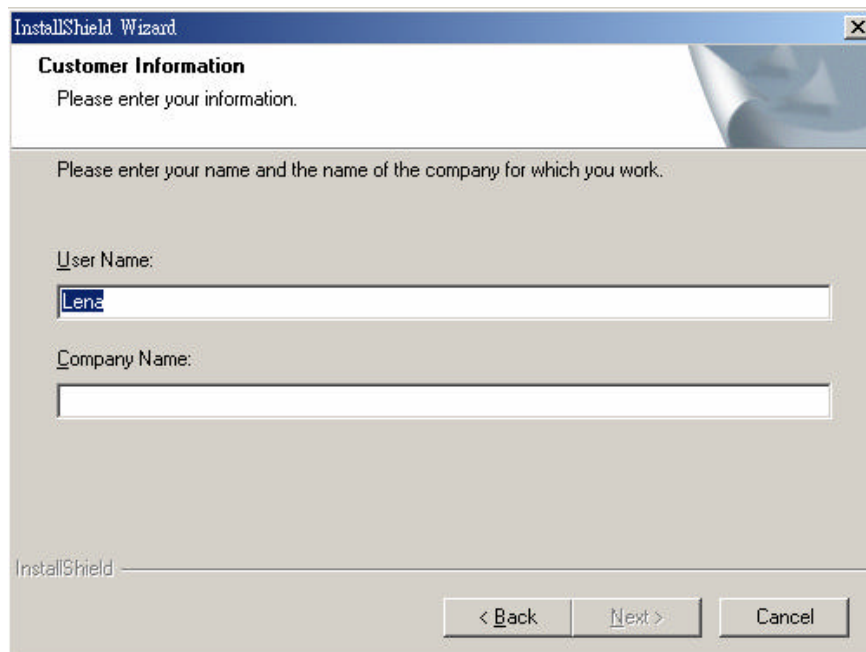 InstallShield Wizard
Customer Information
Please enter your information.
Please enter your name and the name of the company for which you work.
User Name:
Lena
Company Name:
InstallShield
< Back
Next >
Cancel